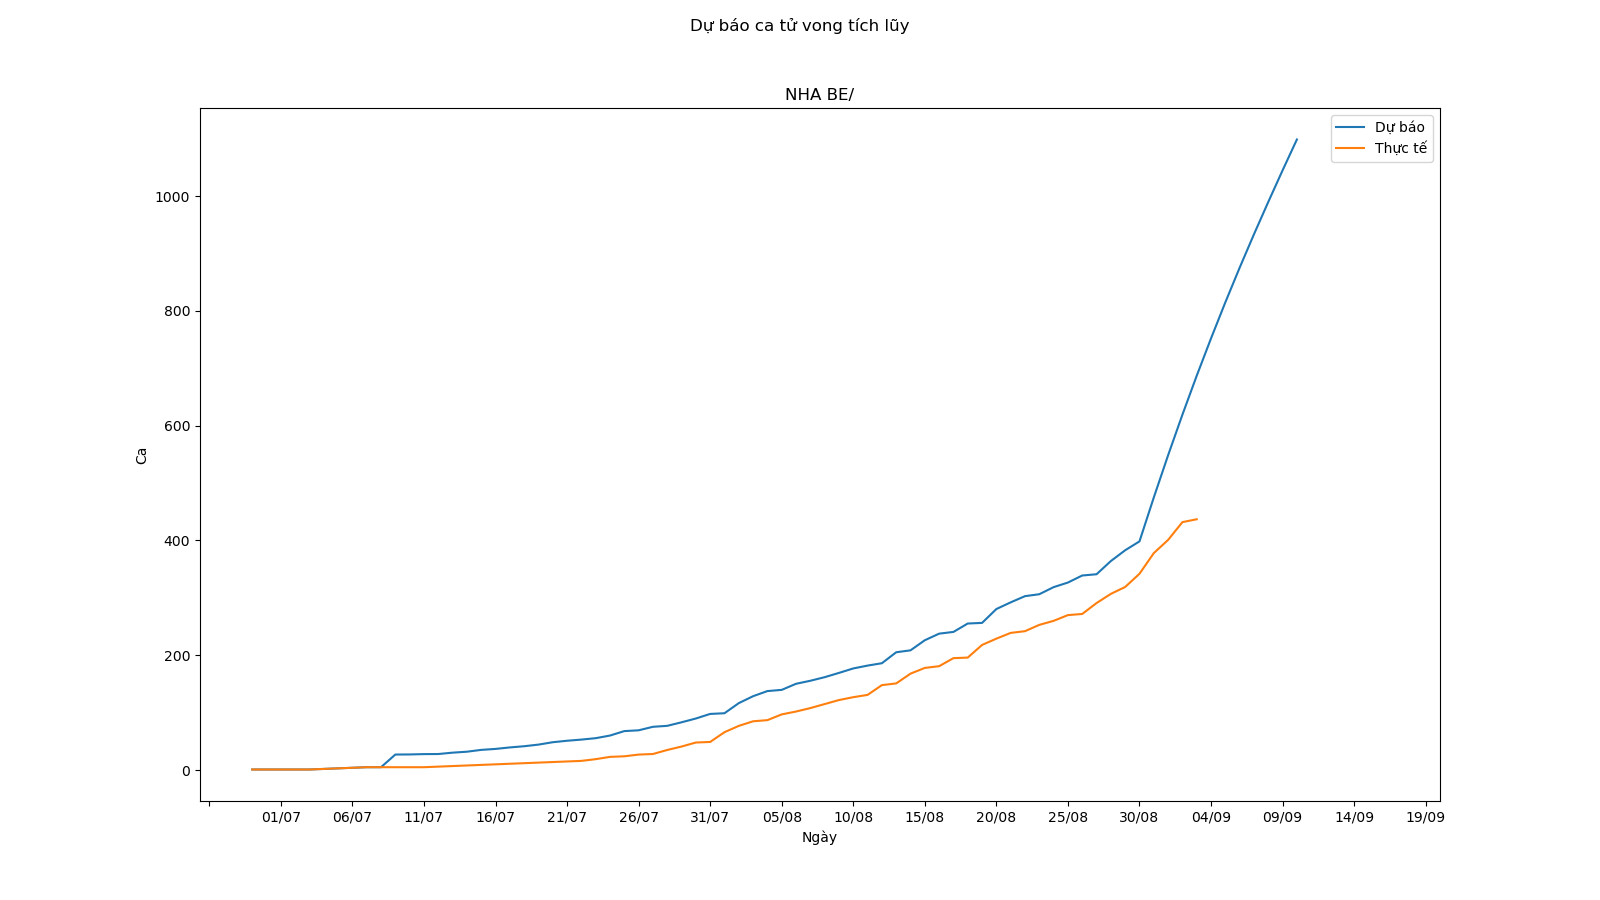 Dự báo ca tử vong tích lũy
NHA BE/
Dự báo
Thực tế
1000
800
600
400
200
0
Ca
01/07 06/07 11/07 16/07 21/07 26/07 31/07 05/08 10/08 15/08 20/08 25/08 30/08 04/09 09/09 14/09 19/09
Ngày